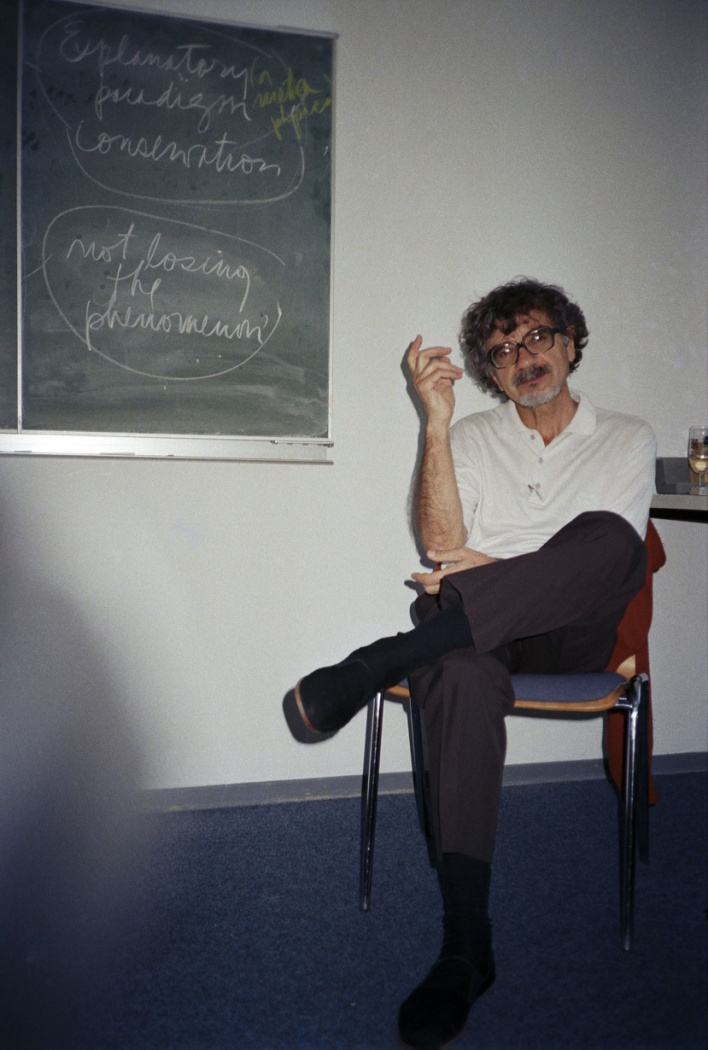 Explanatory (a
paradigm meta
conservation physics
not losing
the
phenomenon